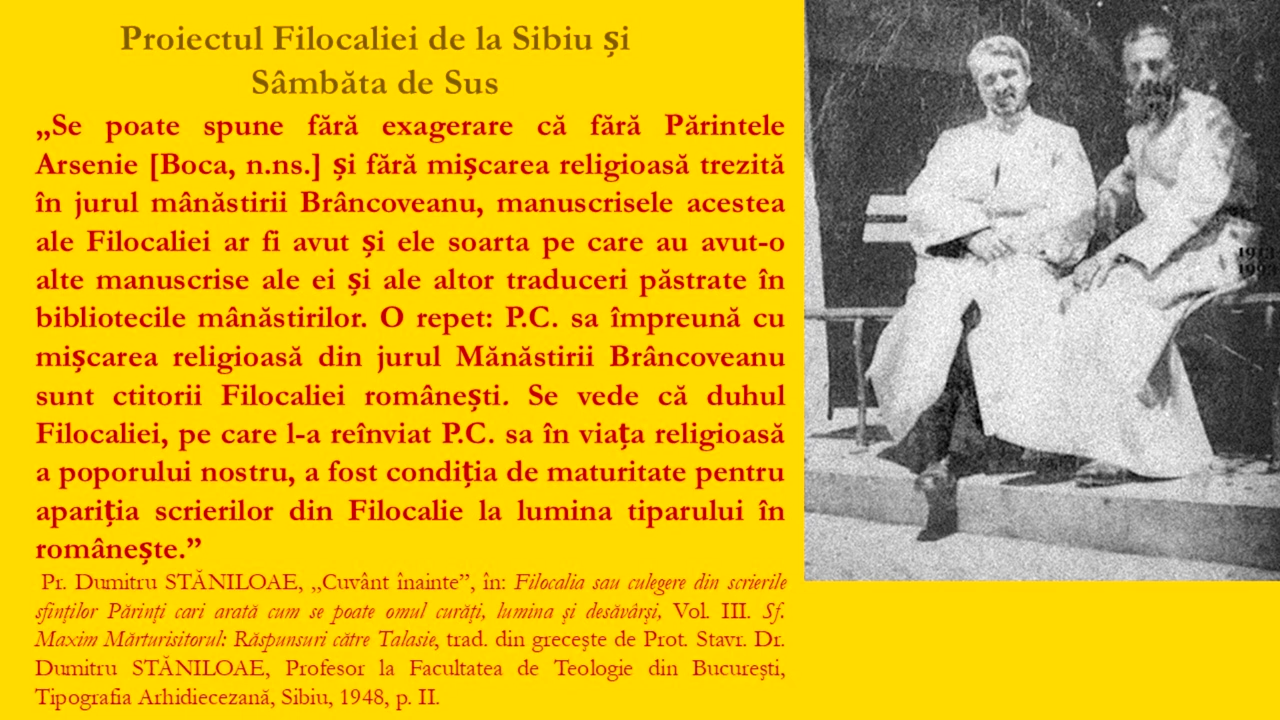 Proiectul Filocaliei de la Sibiu și
Sâmbăta de Sus
„Se poate spune fără exagerare că fără Părintele
Arsenie [Boca, n.ns.] și fără mișcarea religioasă trezită
în jurul mânăstirii Brâncoveanu, manuscrisele acestea
ale Filocaliei ar fi avut și ele soarta pe care au avut-o
alte manuscrise ale ei și ale altor traduceri păstrate în
bibliotecile mânăstirilor. O repet: P.C. sa împreună cu
mișcarea religioasă din jurul Mănăstirii Brâncoveanu
sunt ctitorii Filocaliei românești. Se vede că duhul
Filocaliei, pe care l-a reînviat P.C. sa în viața religioasă
a poporului nostru, a fost condiția de maturitate pentru
apariția scrierilor din Filocalie la lumina tiparului în
românește.”
Pr. Dumitru STĂNILOAE, „Cuvânt înainte”, în: Filocalia sau culegere din scrierile
sfinţilor Părinţi cari arată cum se poate omul curăţi, lumina şi desăvârşi, Vol. III. Sf.
Maxim Mărturisitorul: Răspunsuri către Talasie, trad. din greceşte de Prot. Stavr. Dr.
Dumitru STĂNILOAE, Profesor la Facultatea de Teologie din Bucureşti,
Tipografia Arhidiecezană, Sibiu, 1948, p. II.